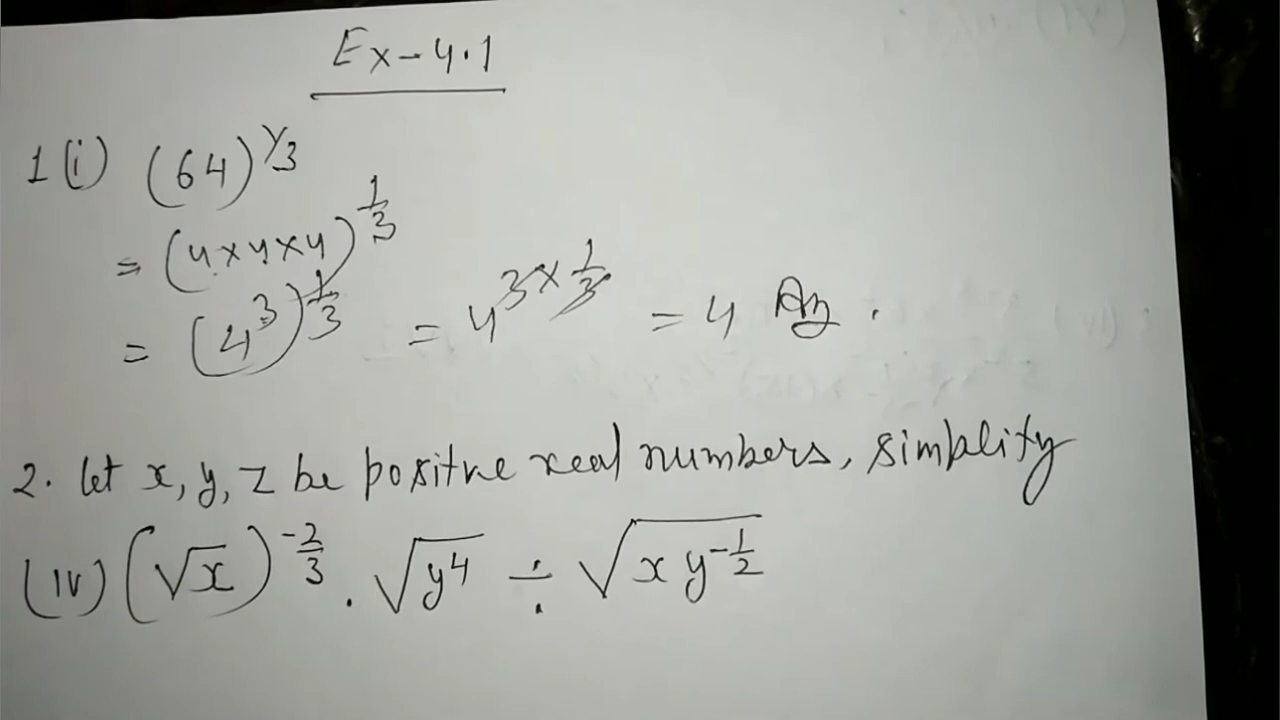 Ex-4.1
1(i) (64)^1/3
= (4×4×4)^1/3
= (4^3)^1/3 = 4^3×1/3 = 4 Ans.
2. let x, y, z be positive real numbers, simplify
(iv) (√x)^-2/3 . √y^4 ÷ √xy^-1/2